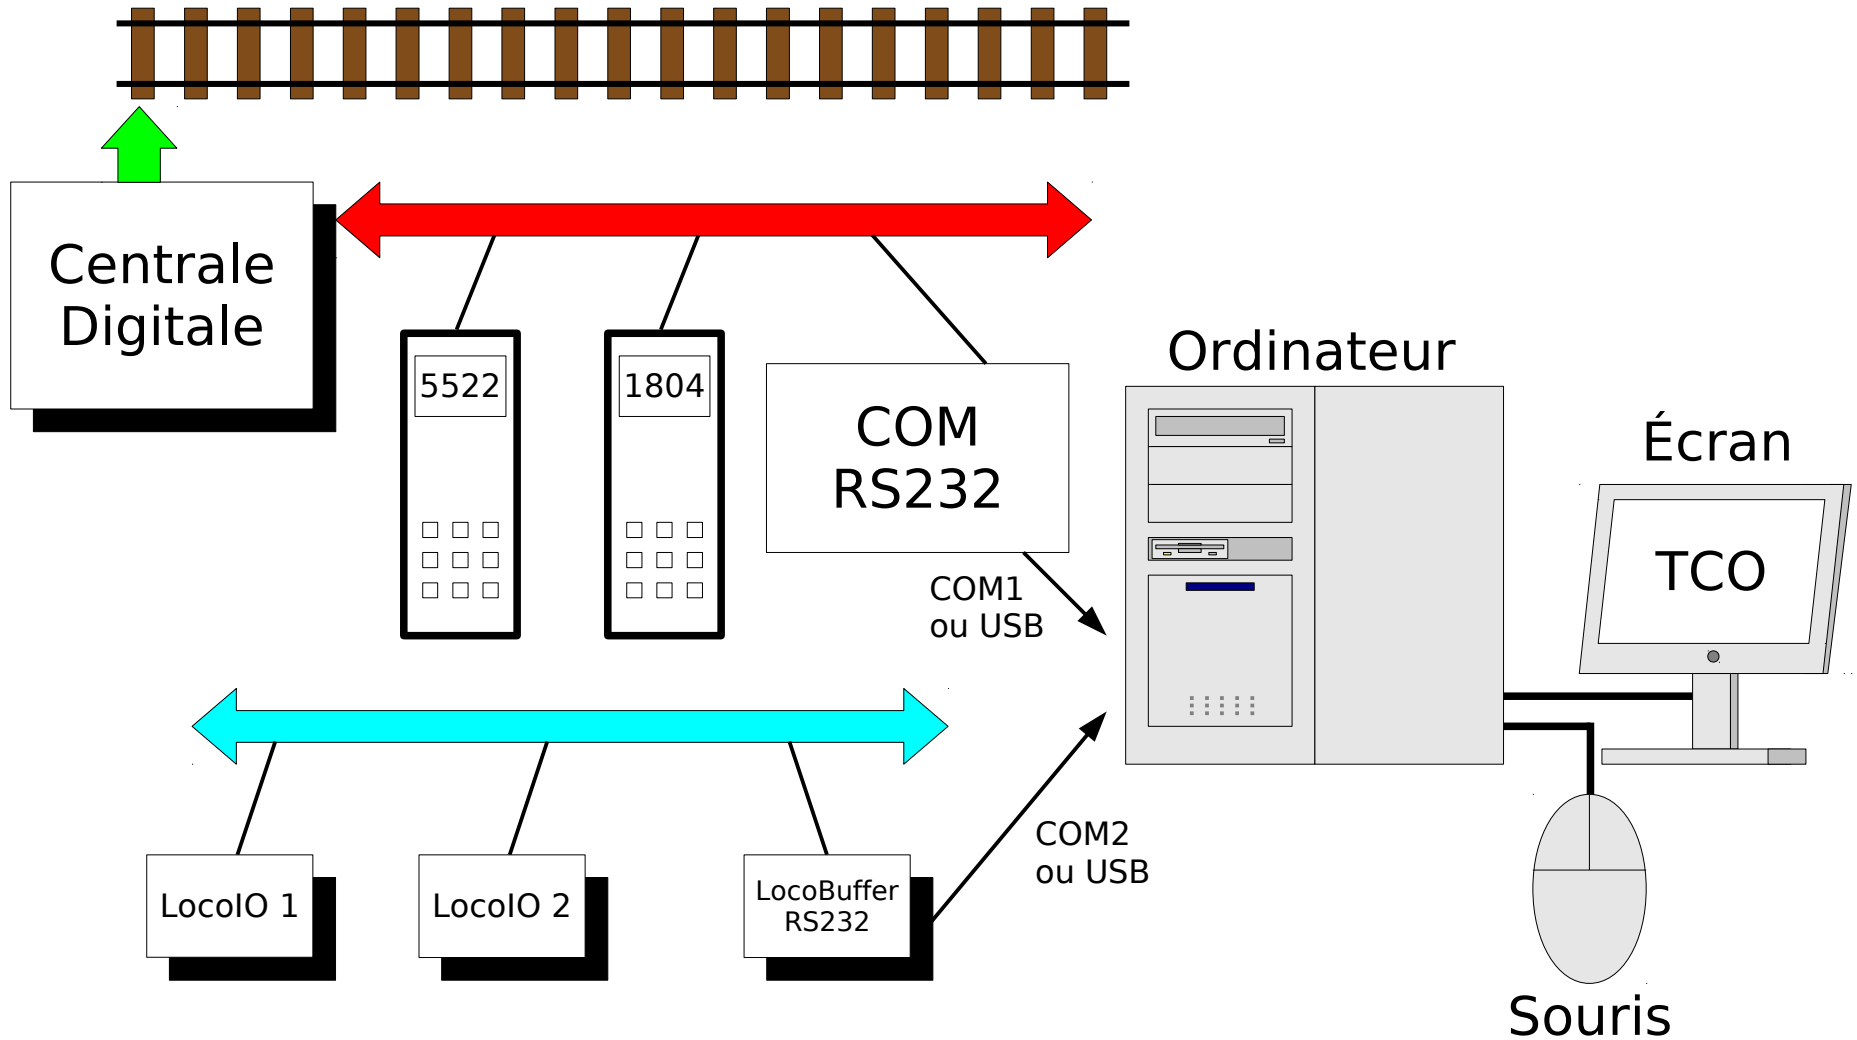 Centrale
Digitale
5522
1804
COM
RS232
Ordinateur
Écran
TCO
COM1
ou USB
COM2
ou USB
LocoIO 1
LocoIO 2
LocoBuffer
RS232
Souris